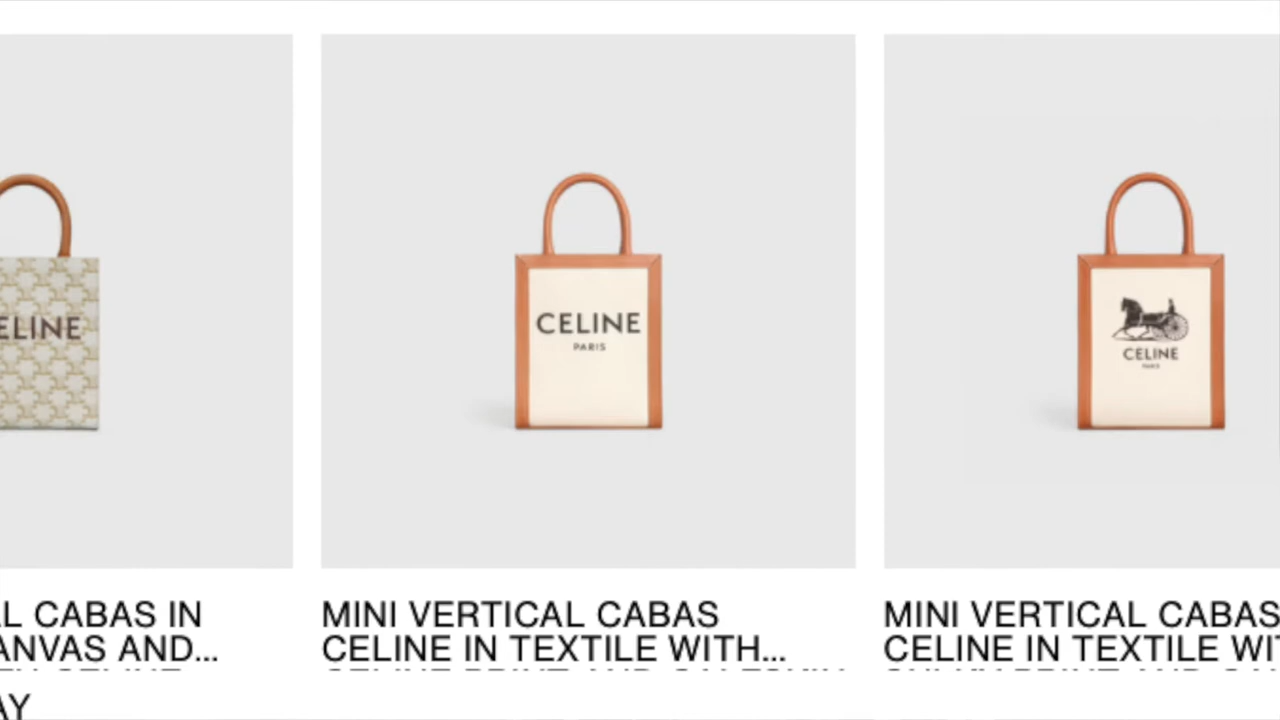 ELINE
CELINE
PARIS
CELINE
PARIS
L CABAS IN
ANVAS AND...
AY
MINI VERTICAL CABAS
CELINE IN TEXTILE WITH...
MINI VERTICAL CABAS
CELINE IN TEXTILE WIT